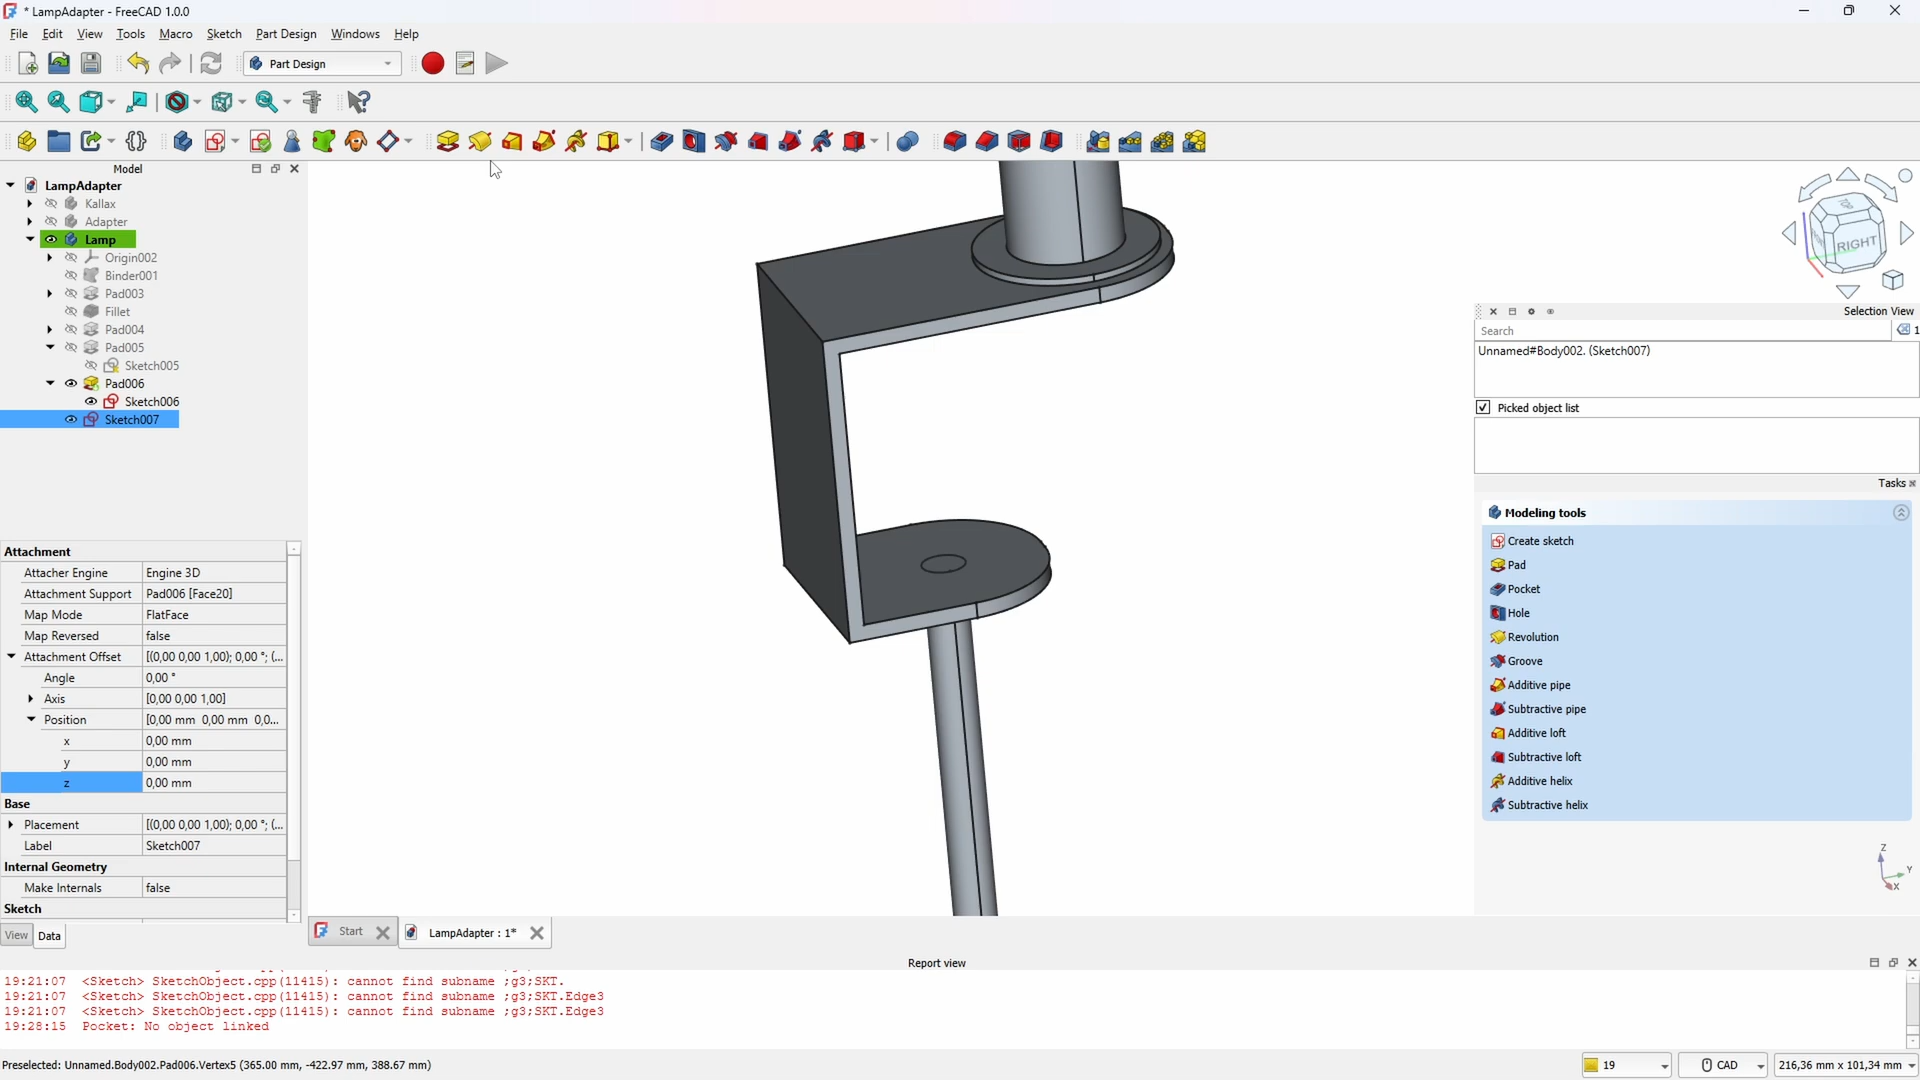 * LampAdapter - FreeCAD 1.0.0
File Edit View Tools Macro Sketch Part Design Windows Help
Part Design
Model
LampAdapter
Kallax
Adapter
Lamp
Origin002
Binder001
Pad003
Fillet
Pad004
Pad005
Sketch005
Pad006
Sketch006
Sketch007
TOP
RIGHT
Selection View
Search
1
Unnamed#Body002. (Sketch007)
Picked object list
Tasks
Modeling tools
Create sketch
Pad
Pocket
Hole
Revolution
Groove
Additive pipe
Subtractive pipe
Additive loft
Subtractive loft
Additive helix
Subtractive helix
Attachment
Attacher Engine Engine 3D
Attachment Support Pad006 [Face20]
Map Mode FlatFace
Map Reversed false
Attachment Offset [(0,00 0,00 1,00); 0,00 °; (...
Angle 0,00 °
Axis [0,00 0,00 1,00]
Position [0,00 mm 0,00 mm 0,0...
x 0,00 mm
y 0,00 mm
z 0,00 mm
Base
Placement [(0,00 0,00 1,00); 0,00 °; (...
Label Sketch007
Internal Geometry
Make Internals false
Sketch
View Data
Z
Y
X
Start
LampAdapter : 1*
Report view
19:21:07 <Sketch> SketchObject.cpp(11415): cannot find subname ;g3;SKT.
19:21:07 <Sketch> SketchObject.cpp(11415): cannot find subname ;g3;SKT.Edge3
19:21:07 <Sketch> SketchObject.cpp(11415): cannot find subname ;g3;SKT.Edge3
19:28:15 Pocket: No object linked
Preselected: Unnamed.Body002.Pad006.Vertex5 (365.00 mm, -422.97 mm, 388.67 mm)
19
CAD
216,36 mm x 101,34 mm